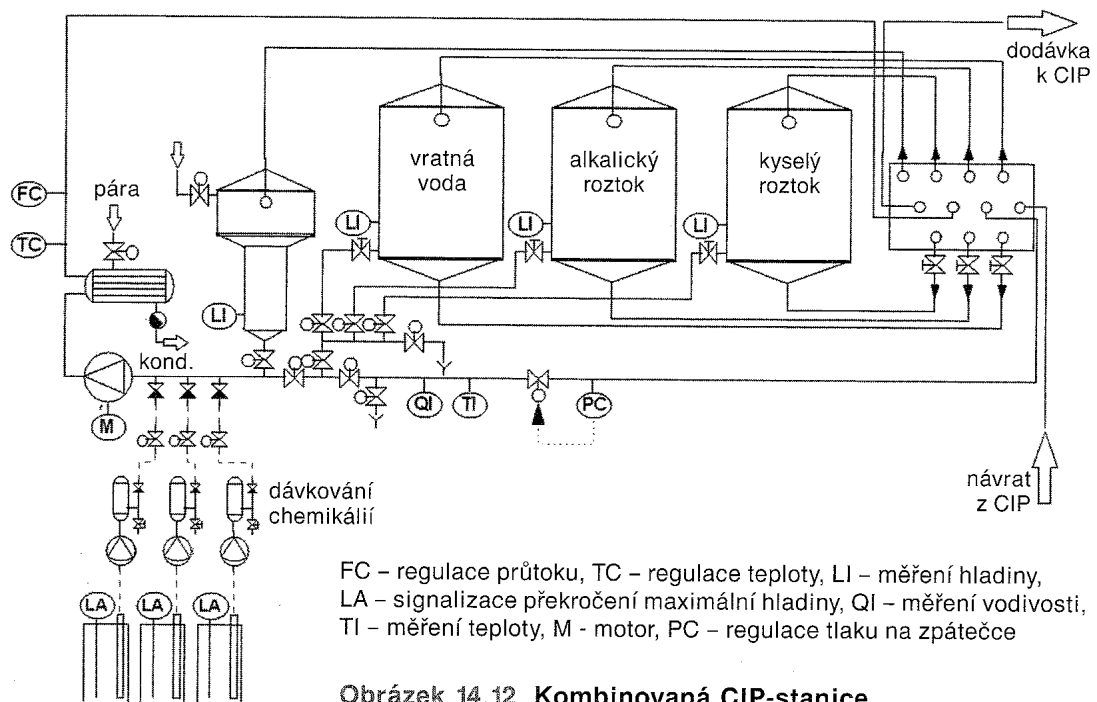 dodávka
k CIP
vratná
voda
alkalický
roztok
kyselý
roztok
FC
pára
LI
LI
LI
TC
LI
kond.
M
QI
TI
PC
návrat
z CIP
dávkování
chemikálií
LA
LA
LA
FC – regulace průtoku, TC – regulace teploty, LI – měření hladiny,
LA – signalizace překročení maximální hladiny, QI – měření vodivosti,
TI – měření teploty, M - motor, PC – regulace tlaku na zpátečce
Obrázek 14.12 Kombinovaná CIP-stanice